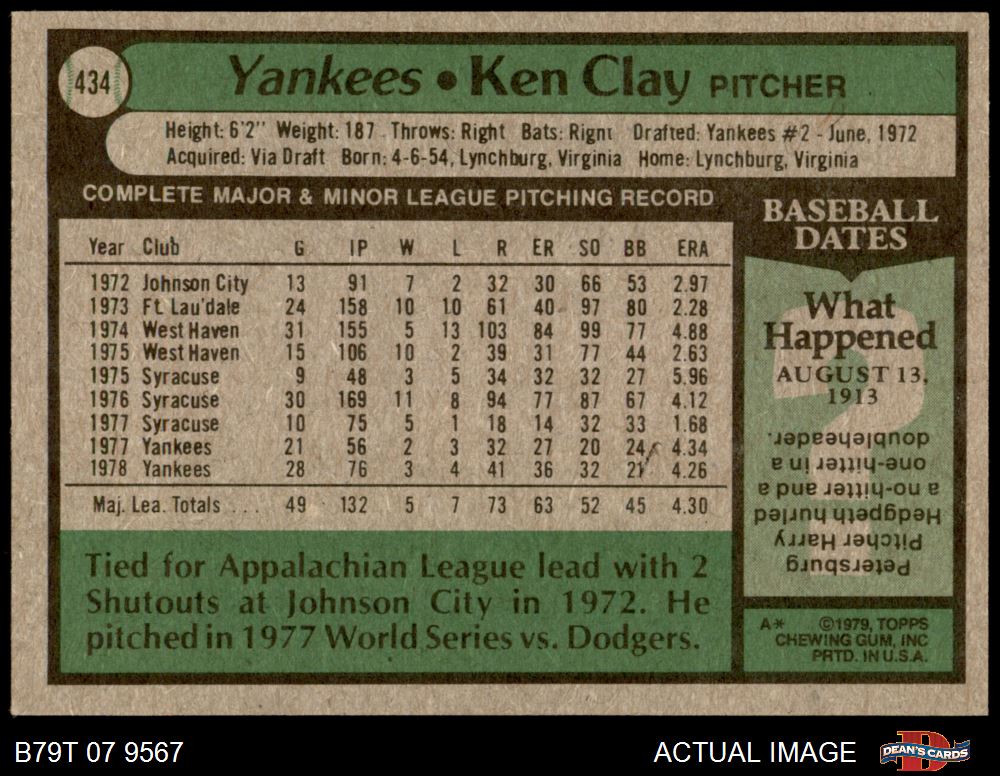 434
Yankees • Ken Clay PITCHER
Height: 6'2" Weight: 187 Throws: Right Bats: Right Drafted: Yankees #2 - June, 1972
Acquired: Via Draft Born: 4-6-54, Lynchburg, Virginia Home: Lynchburg, Virginia
COMPLETE MAJOR & MINOR LEAGUE PITCHING RECORD
Year Club G IP W L R ER SO BB ERA
1972 Johnson City 13 91 7 2 32 30 66 53 2.97
1973 Ft. Lau'dale 24 158 10 10 61 40 97 80 2.28
1974 West Haven 31 155 5 13 103 84 99 77 4.88
1975 West Haven 15 106 10 2 39 31 77 44 2.63
1975 Syracuse 9 48 3 5 34 32 32 27 5.96
1976 Syracuse 30 169 11 8 94 77 87 67 4.12
1977 Syracuse 10 75 5 1 18 14 32 33 1.68
1977 Yankees 21 56 2 3 32 27 20 24 4.34
1978 Yankees 28 76 3 4 41 36 32 21 4.26
Maj. Lea. Totals ... 49 132 5 7 73 63 52 45 4.30
Tied for Appalachian League lead with 2
Shutouts at Johnson City in 1972. He
pitched in 1977 World Series vs. Dodgers.
BASEBALL
DATES
What
Happened
AUGUST 13,
1913
?
Petersburg
Pitcher Harry
Hedgpeth hurled
a no-hitter and a
one-hitter in a
doubleheader.
A* ©1979, TOPPS
CHEWING GUM, INC
PRTD. IN U.S.A.
B79T 07 9567
ACTUAL IMAGE
D
DEAN'S CARDS